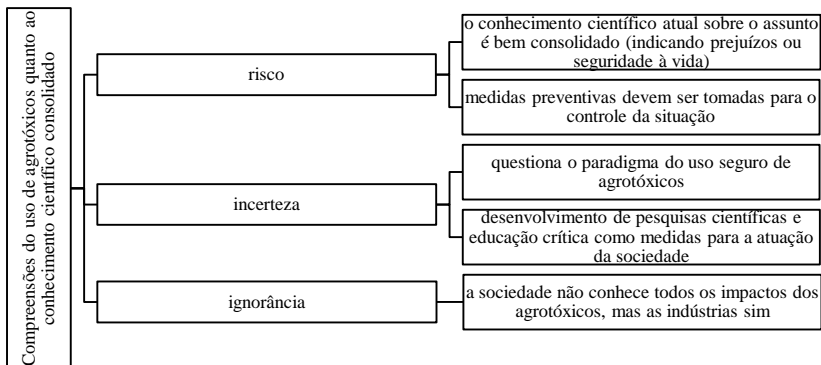 Compreensões do uso de agrotóxicos quanto ao
conhecimento científico consolidado
risco
o conhecimento científico atual sobre o assunto
é bem consolidado (indicando prejuízos ou
seguridade à vida)
medidas preventivas devem ser tomadas para o
controle da situação
incerteza
questiona o paradigma do uso seguro de
agrotóxicos
desenvolvimento de pesquisas científicas e
educação crítica como medidas para a atuação
da sociedade
ignorância
a sociedade não conhece todos os impactos dos
agrotóxicos, mas as indústrias sim